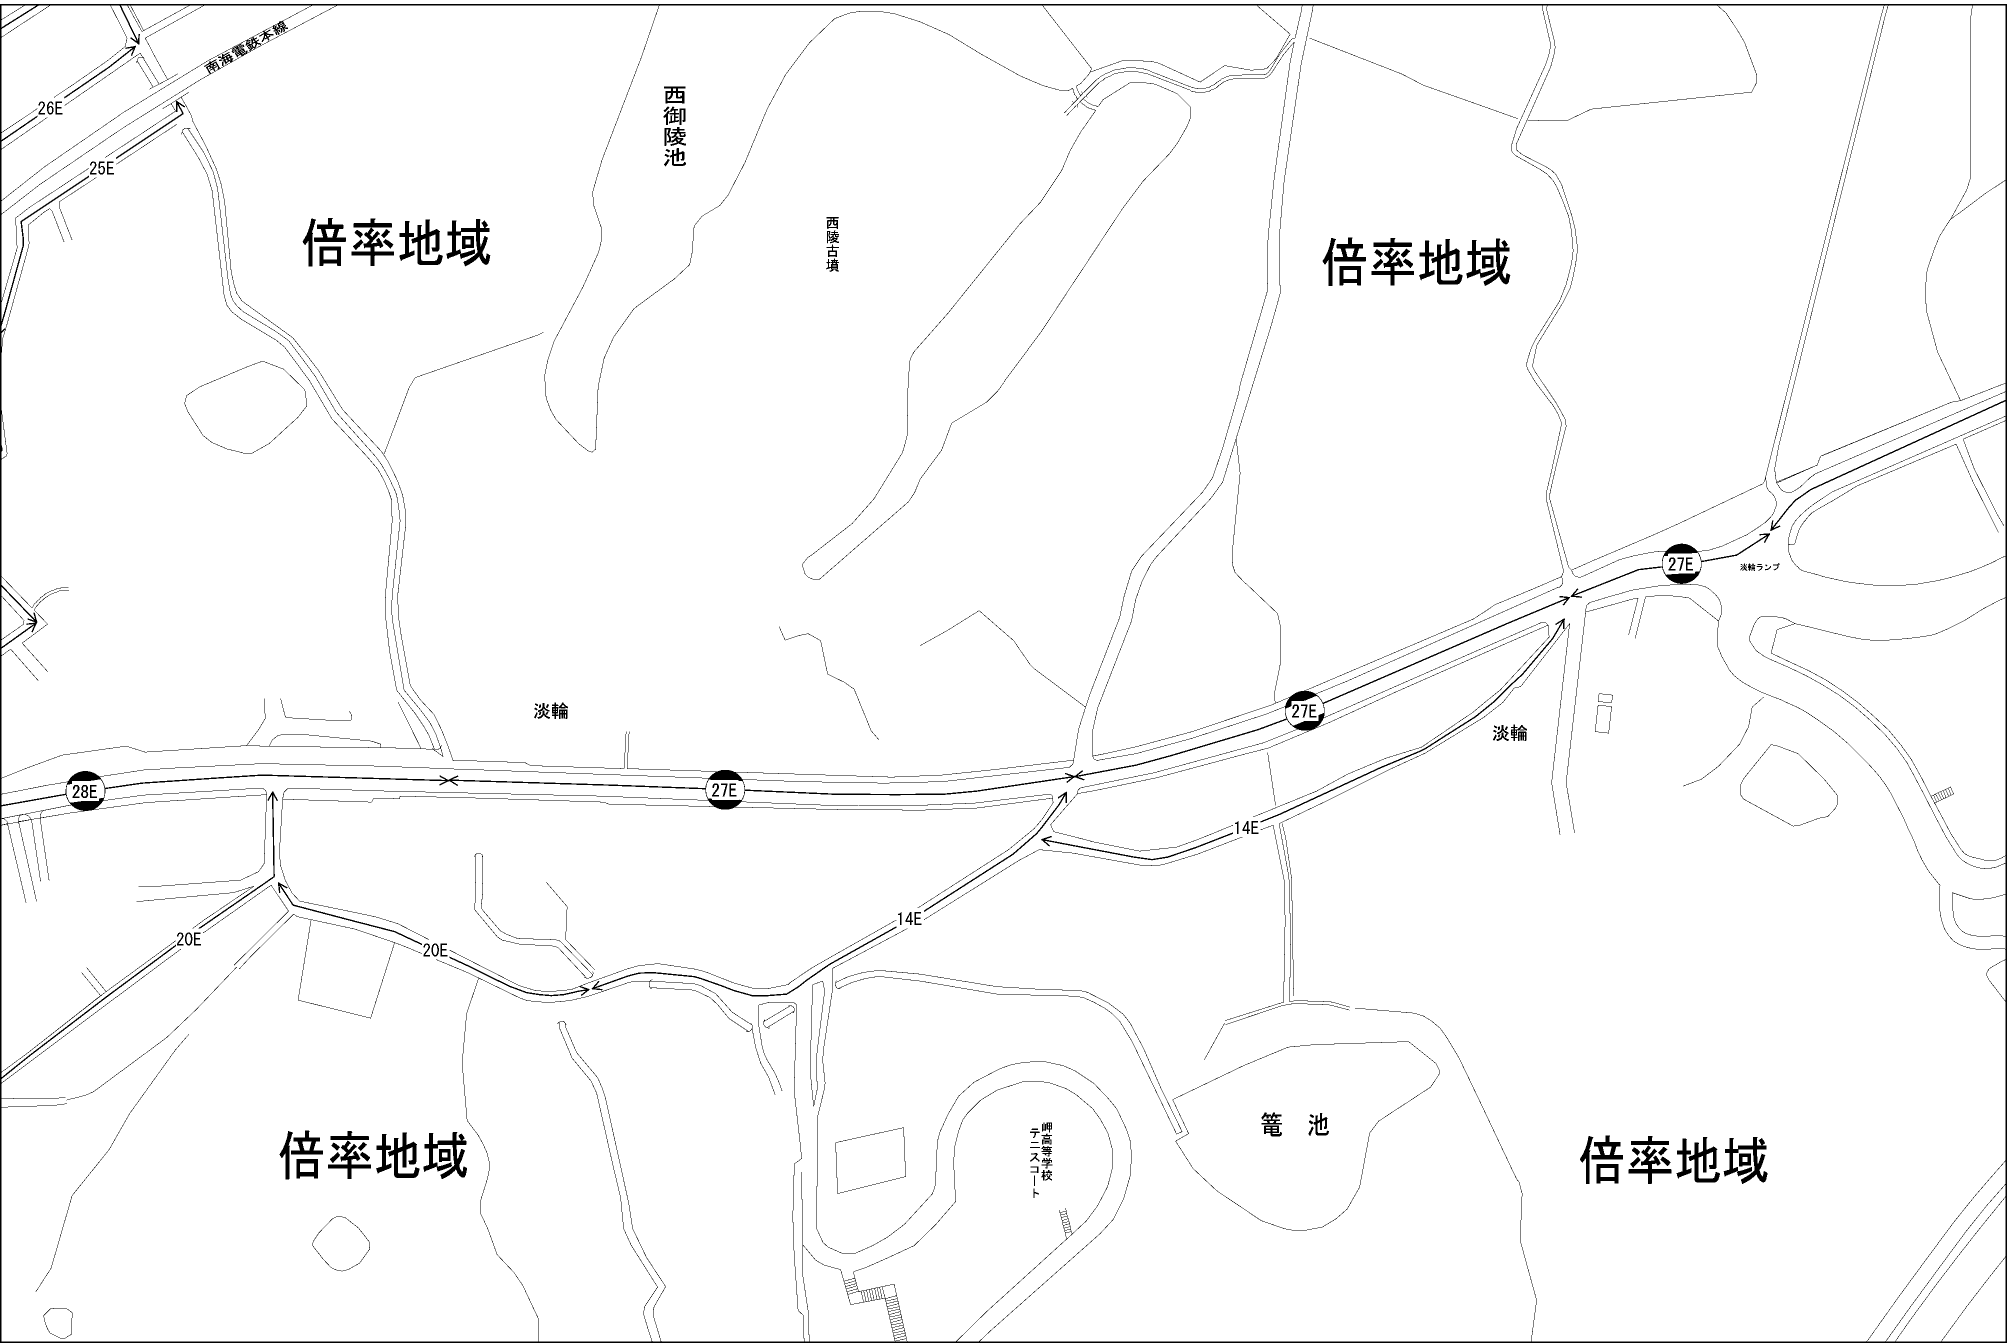 南海電鉄本線
26E
25E
西御陵池
西陵古墳
倍率地域
倍率地域
27E
淡輪ランプ
淡輪
27E
淡輪
28E
27E
14E
14E
20E
20E
倍率地域
岬高等学校
テニスコート
篭 池
倍率地域